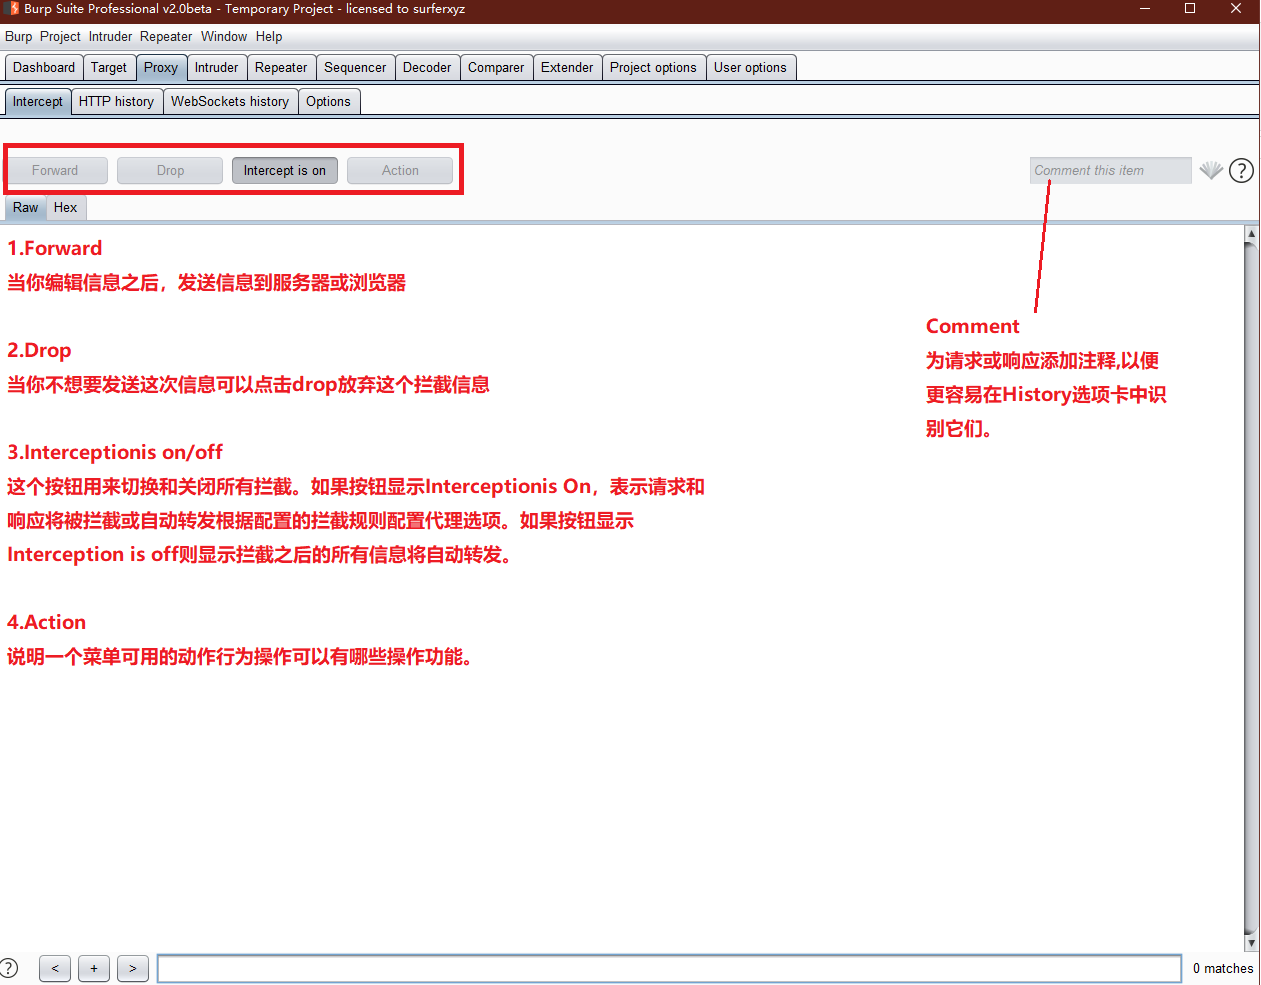 Burp Suite Professional v2.0beta - Temporary Project - licensed to surferxyz
Burp Project Intruder Repeater Window Help
Dashboard Target Proxy Intruder Repeater Sequencer Decoder Comparer Extender Project options User options
Intercept HTTP history WebSockets history Options
Forward Drop Intercept is on Action Comment this item ?
Raw Hex
1.Forward
当你编辑信息之后，发送信息到服务器或浏览器
2.Drop
当你不想要发送这次信息可以点击drop放弃这个拦截信息
3.Interceptionis on/off
这个按钮用来切换和关闭所有拦截。如果按钮显示Interceptionis On，表示请求和
响应将被拦截或自动转发根据配置的拦截规则配置代理选项。如果按钮显示
Interception is off则显示拦截之后的所有信息将自动转发。
4.Action
说明一个菜单可用的动作行为操作可以有哪些操作功能。
Comment
为请求或响应添加注释,以便
更容易在History选项卡中识
别它们。
? < + > 0 matches